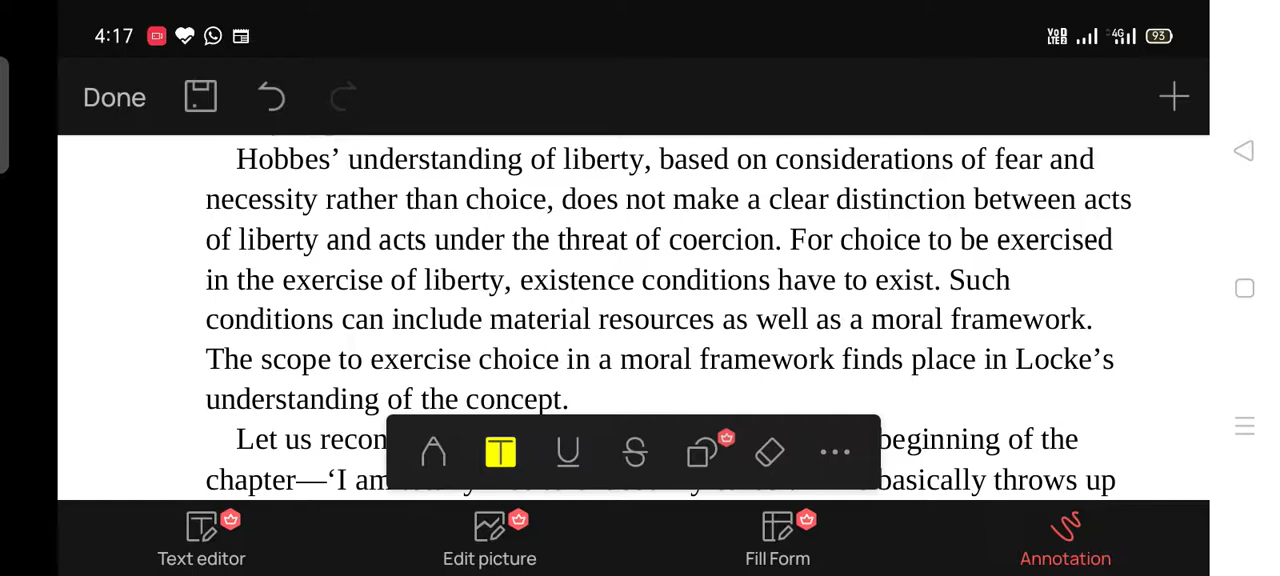 4:17 VoD LTE2 4G 93
Done
Hobbes’ understanding of liberty, based on considerations of fear and
necessity rather than choice, does not make a clear distinction between acts
of liberty and acts under the threat of coercion. For choice to be exercised
in the exercise of liberty, existence conditions have to exist. Such
conditions can include material resources as well as a moral framework.
The scope to exercise choice in a moral framework finds place in Locke’s
understanding of the concept.
Let us recon beginning of the
chapter—‘I am basically throws up
T U S
Text editor Edit picture Fill Form Annotation